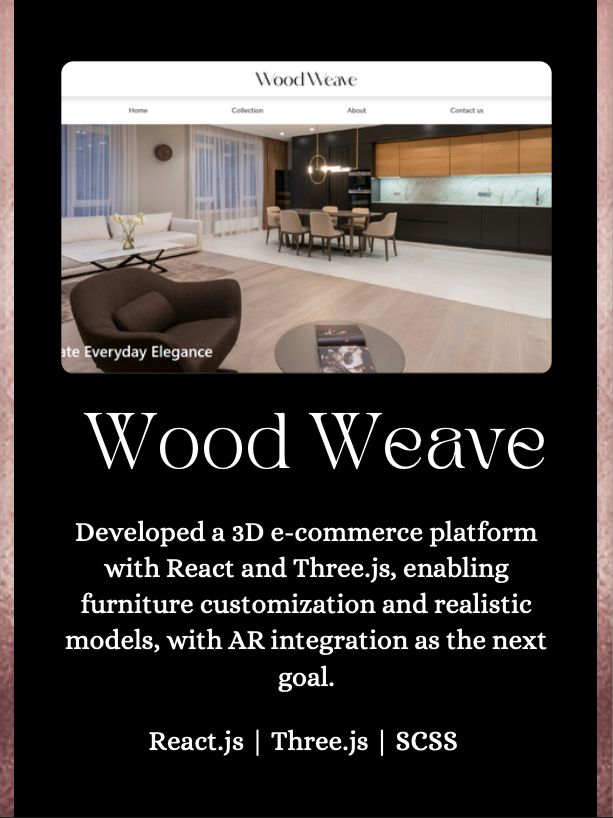 WoodWeave
Home Collection About Contact us
ate Everyday Elegance
Wood Weave
Developed a 3D e-commerce platform
with React and Three.js, enabling
furniture customization and realistic
models, with AR integration as the next
goal.
React.js | Three.js | SCSS